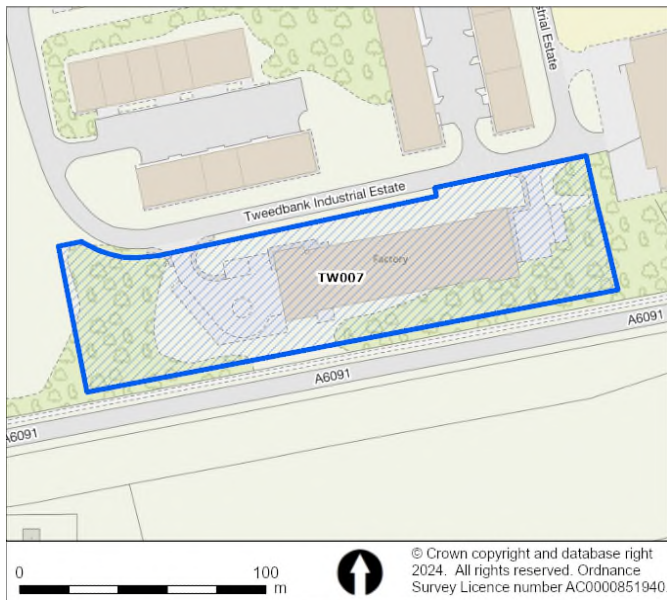 Industrial Estate
Tweedbank Industrial Estate
Factory
TW007
A6091
A6091
A6091
0 100
m
© Crown copyright and database right
2024. All rights reserved. Ordnance
Survey Licence number AC0000851940